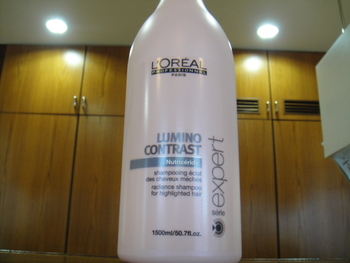 L'ORÉAL
PROFESSIONNEL
PARIS
LUMINO
CONTRAST
Nutricéride
shampooing éclat
des cheveux méchés
radiance shampoo
for highlighted hair
1500ml/50.7fl.oz.
série expert